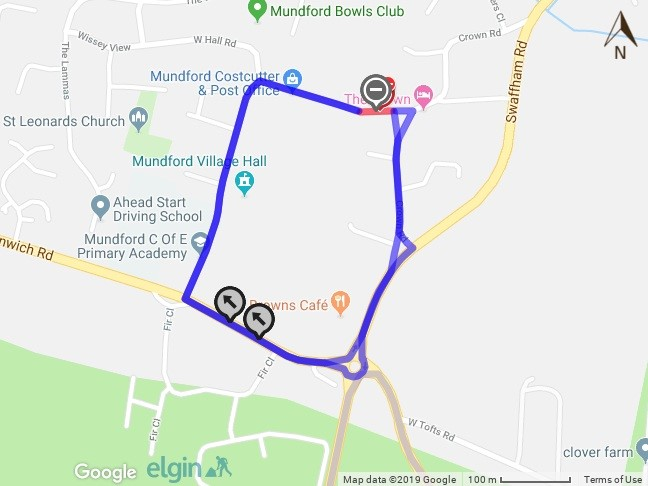 Mundford Bowls Club
Crown Rd
Wissey View
W Hall Rd
The Lammas
Swaffham Rd
N
Mundford Costcutter
& Post Office
St Leonards Church
Mundford Village Hall
Ahead Start
Driving School
Mundford C Of E
Primary Academy
nwich Rd
Browns Café
Fir Cl
Fir Cl
Fir Cl
W Tofts Rd
clover farm
Google
elgin
Map data ©2019 Google
100 m
Terms of Use